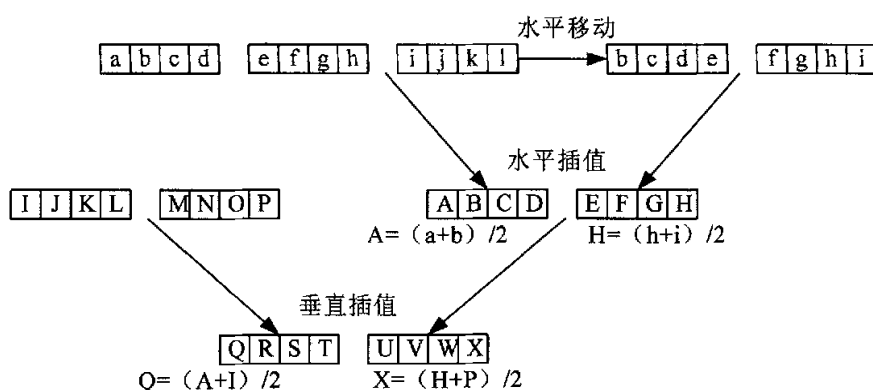 水平移动
a b c d e f g h i j k l b c d e f g h i
水平插值
I J K L M N O P A B C D E F G H
A=（a+b）/2 H=（h+i）/2
垂直插值
Q R S T U V W X
Q=（A+I）/2 X=（H+P）/2